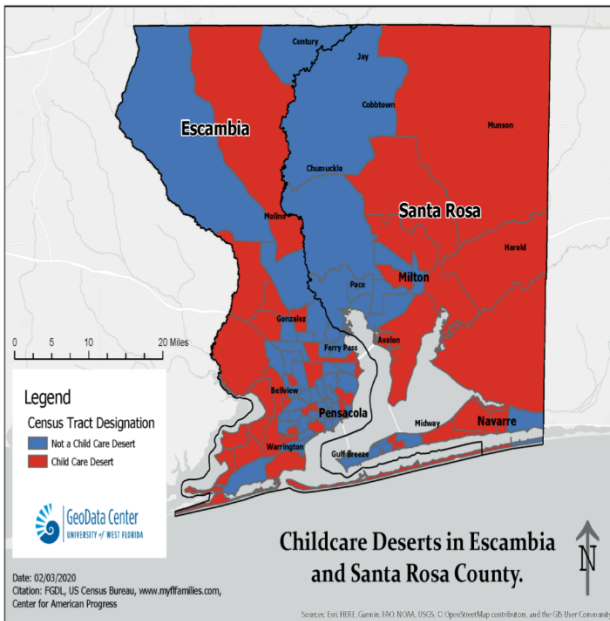 Century
Jay
Cobbtown
Escambia
Munson
Chumuckla
Santa Rosa
Molino
Harold
Milton
Pace
Gonzalez
Ferry Pass
Avalon
Bellview
Pensacola
Midway
Navarre
Warrington
Gulf Breeze
0 5 10 20 Miles
Legend
Census Tract Designation
Not a Child Care Desert
Child Care Desert
GeoData Center
UNIVERSITY of WEST FLORIDA
Childcare Deserts in Escambia
and Santa Rosa County.
N
Date: 02/03/2020
Citation: FGDL, US Census Bureau, www.myflfamilies.com,
Center for American Progress
Sources: Esri, HERE, Garmin, FAO, NOAA, USGS, © OpenStreetMap contributors, and the GIS User Community